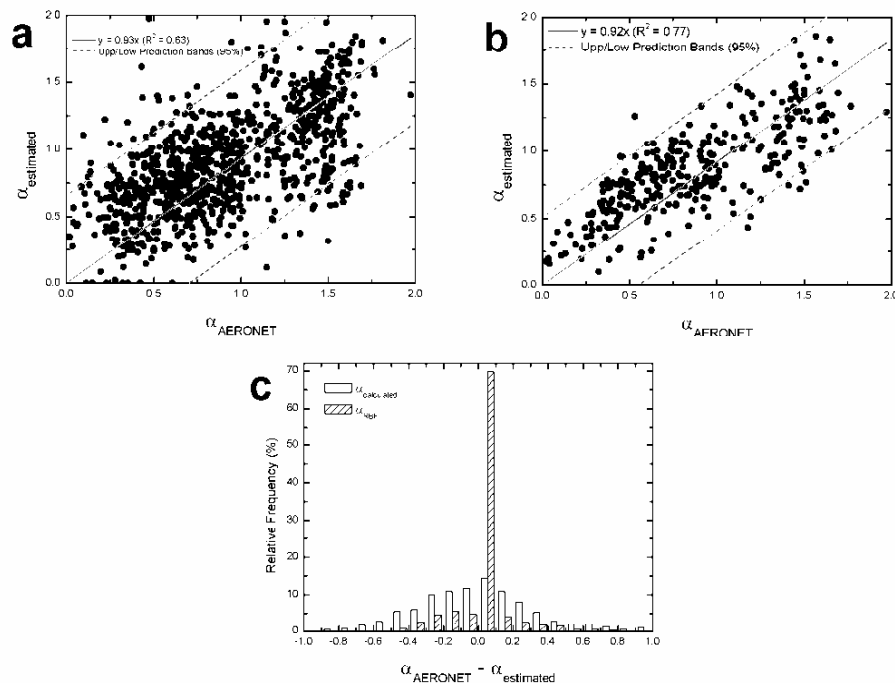 a
y = 0.93x (R² = 0.63)
Upp/Low Prediction Bands (95%)
2.0
1.5
1.0
0.5
0.0
α estimated
0.0 0.5 1.0 1.5 2.0
α AERONET
b
y = 0.92x (R² = 0.77)
Upp/Low Prediction Bands (95%)
2.0
1.5
1.0
0.5
0.0
α estimated
0.0 0.5 1.0 1.5 2.0
α AERONET
c
α calculated
α
70
60
50
40
30
20
10
0
Relative Frequency (%)
-1.0 -0.8 -0.6 -0.4 -0.2 0.0 0.2 0.4 0.6 0.8 1.0
α AERONET - α estimated